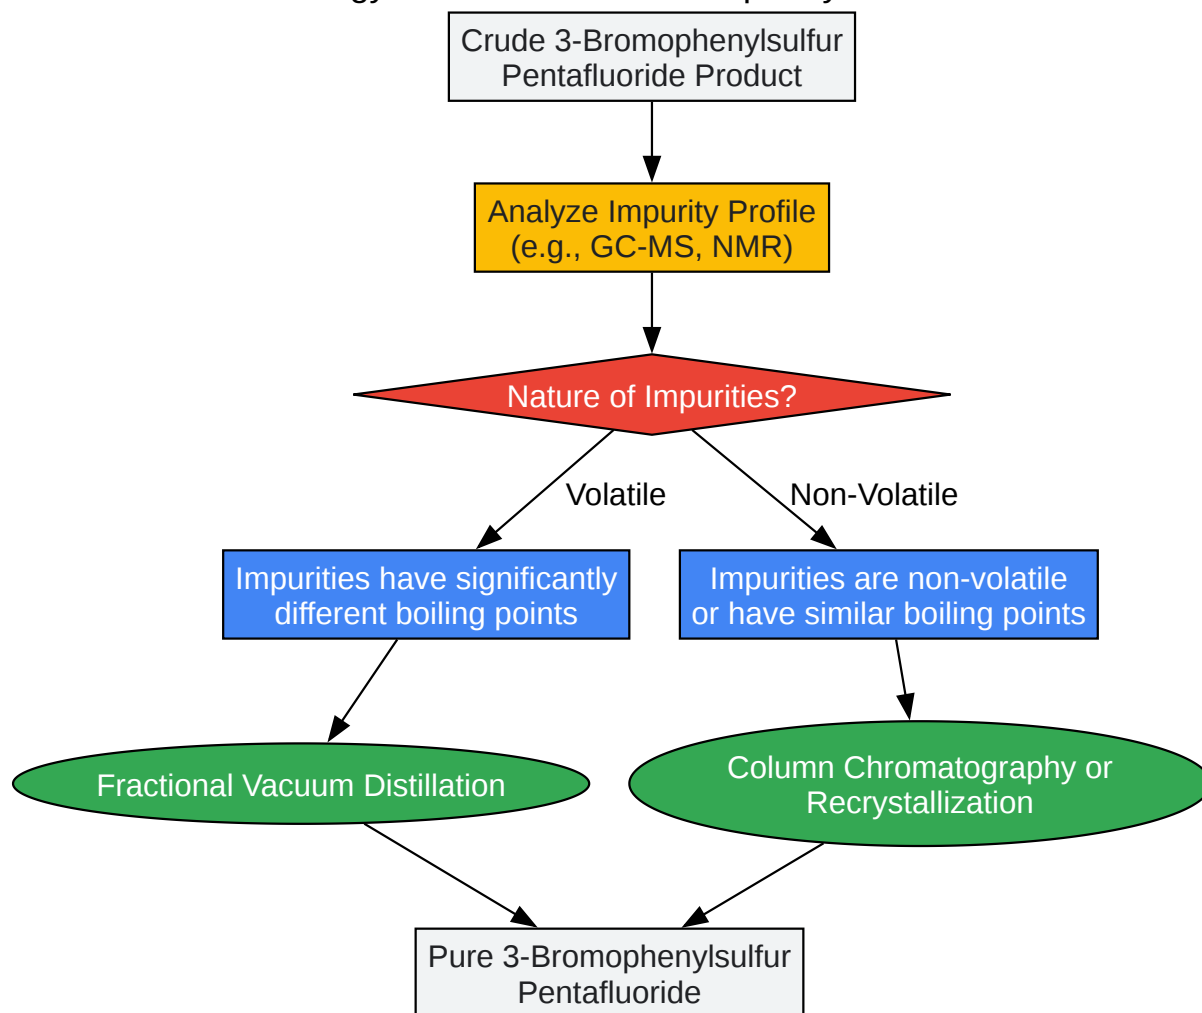 Crude 3-Bromophenylsulfur
Pentafluoride Product
Analyze Impurity Profile
(e.g., GC-MS, NMR)
Nature of Impurities?
Volatile
Non-Volatile
Impurities have significantly
different boiling points
Impurities are non-volatile
or have similar boiling points
Fractional Vacuum Distillation
Column Chromatography or
Recrystallization
Pure 3-Bromophenylsulfur
Pentafluoride